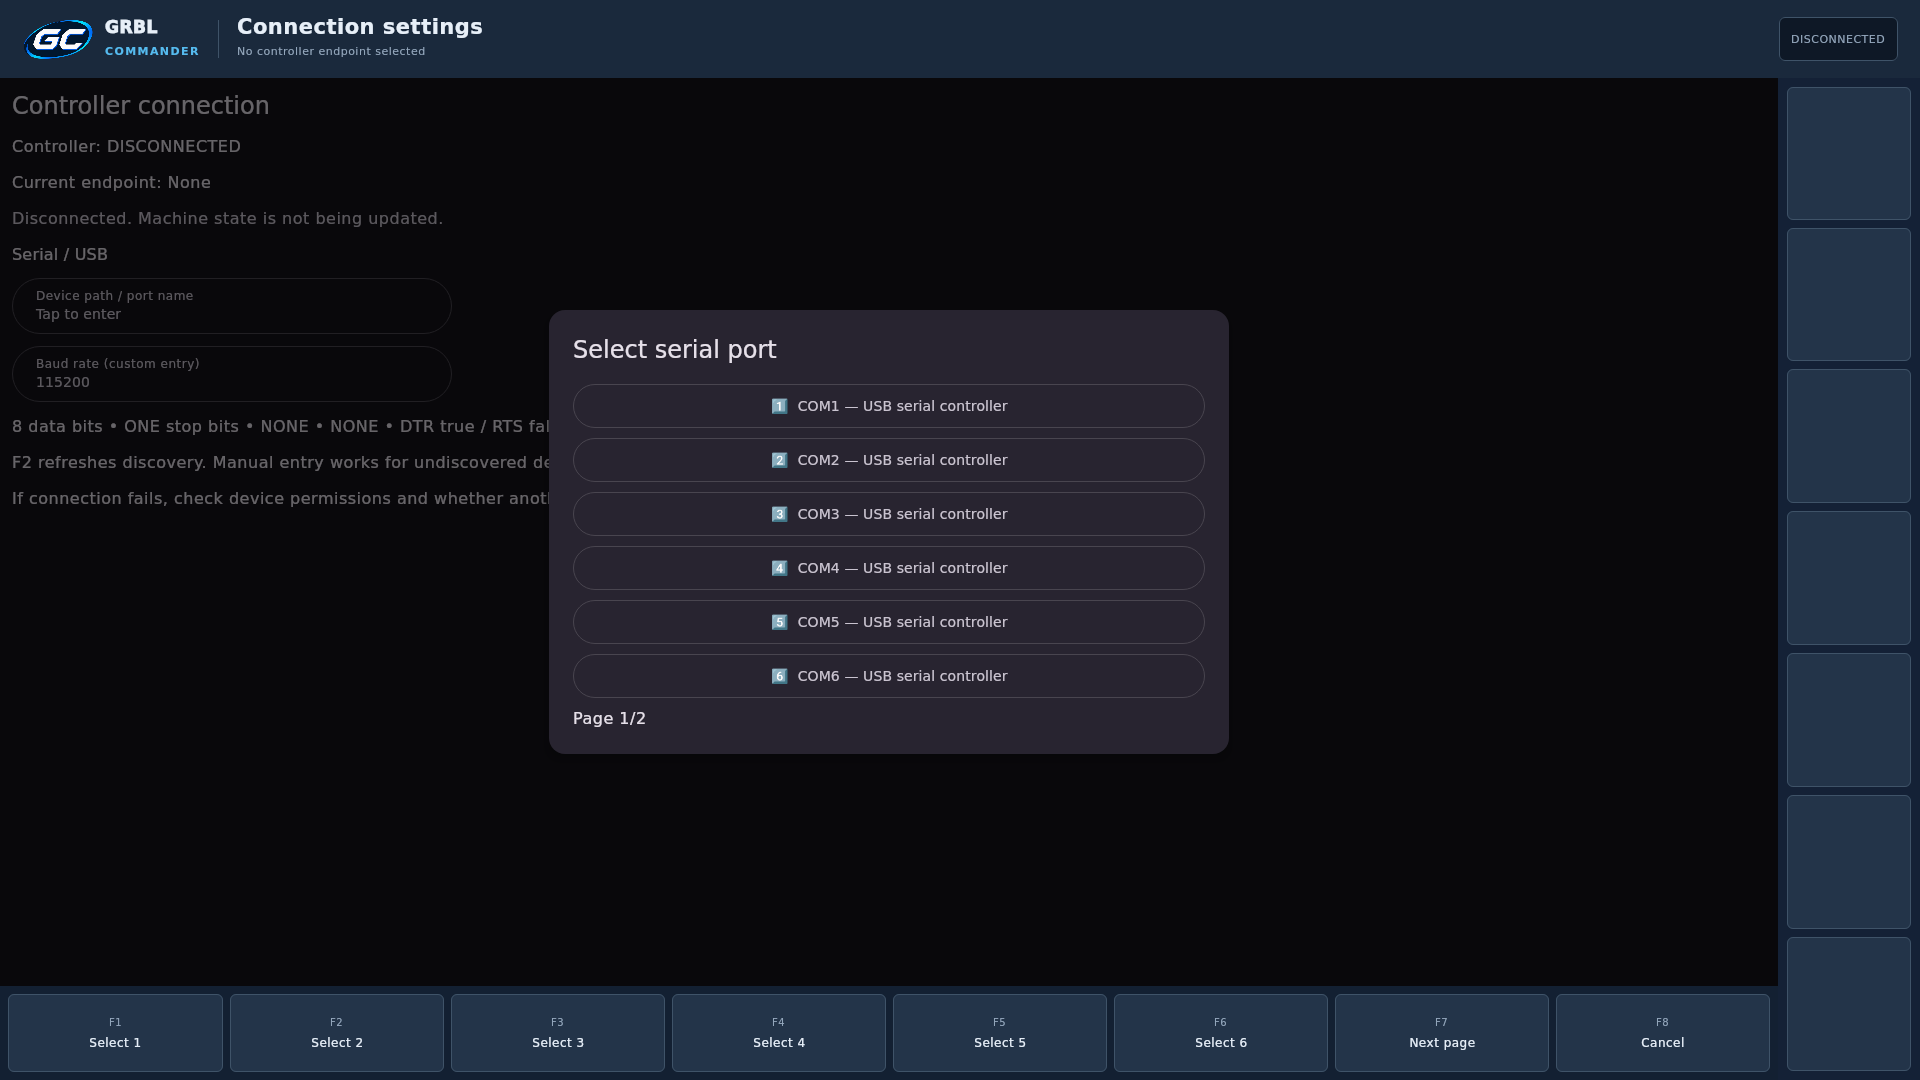 GC
GRBL
COMMANDER
Connection settings
No controller endpoint selected
DISCONNECTED
Controller connection
Controller: DISCONNECTED
Current endpoint: None
Disconnected. Machine state is not being updated.
Serial / USB
Device path / port name
Tap to enter
Baud rate (custom entry)
115200
8 data bits • ONE stop bits • NONE • NONE • DTR true / RTS
F2 refreshes discovery. Manual entry works for undiscovered
If connection fails, check device permissions and whether
Select serial port
1 COM1 — USB serial controller
2 COM2 — USB serial controller
3 COM3 — USB serial controller
4 COM4 — USB serial controller
5 COM5 — USB serial controller
6 COM6 — USB serial controller
Page 1/2
F1
Select 1
F2
Select 2
F3
Select 3
F4
Select 4
F5
Select 5
F6
Select 6
F7
Next page
F8
Cancel